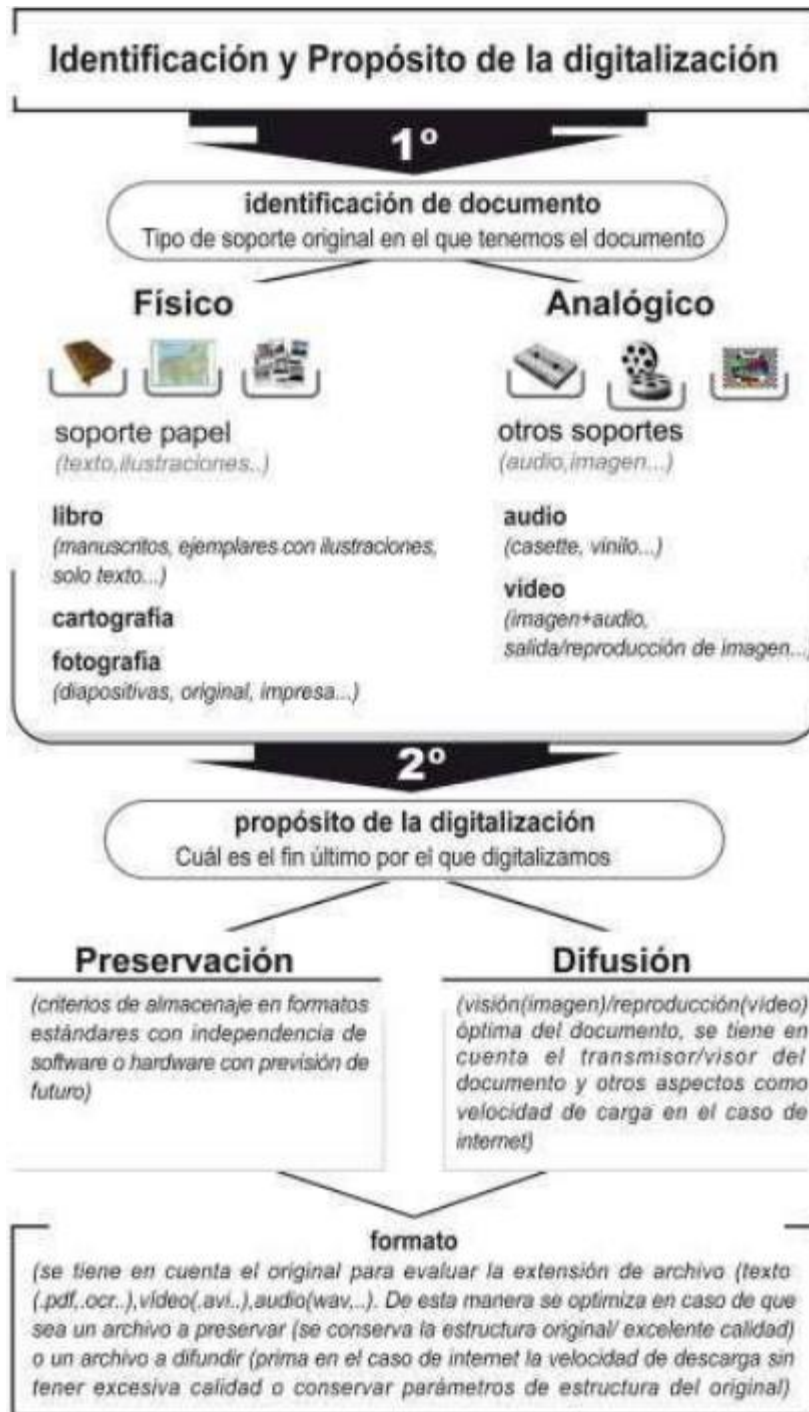 Identificación y Propósito de la digitalización
1º
identificación de documento
Tipo de soporte original en el que tenemos el documento
Físico
soporte papel
(texto,ilustraciones..)
libro
(manuscritos, ejemplares con ilustraciones,
solo texto...)
cartografia
fotografia
(diapositivas, original, impresa...)
Analógico
otros soportes
(audio,imagen...)
audio
(casette, vinilo...)
video
(imagen+audio,
salida/reproducción de imagen...)
2º
propósito de la digitalización
Cuál es el fin último por el que digitalizamos
Preservación
(criterios de almacenaje en formatos
estándares con independencia de
software o hardware con previsión de
futuro)
Difusión
(visión(imagen)/reproducción(video)
óptima del documento, se tiene en
cuenta el transmisor/visor del
documento y otros aspectos como
velocidad de carga en el caso de
internet)
formato
(se tiene en cuenta el original para evaluar la extensión de archivo (texto
(.pdf,.ocr..),vídeo(.avi..),audio(wav,..). De esta manera se optimiza en caso de que
sea un archivo a preservar (se conserva la estructura original/ excelente calidad)
o un archivo a difundir (prima en el caso de internet la velocidad de descarga sin
tener excesiva calidad o conservar parámetros de estructura del original)